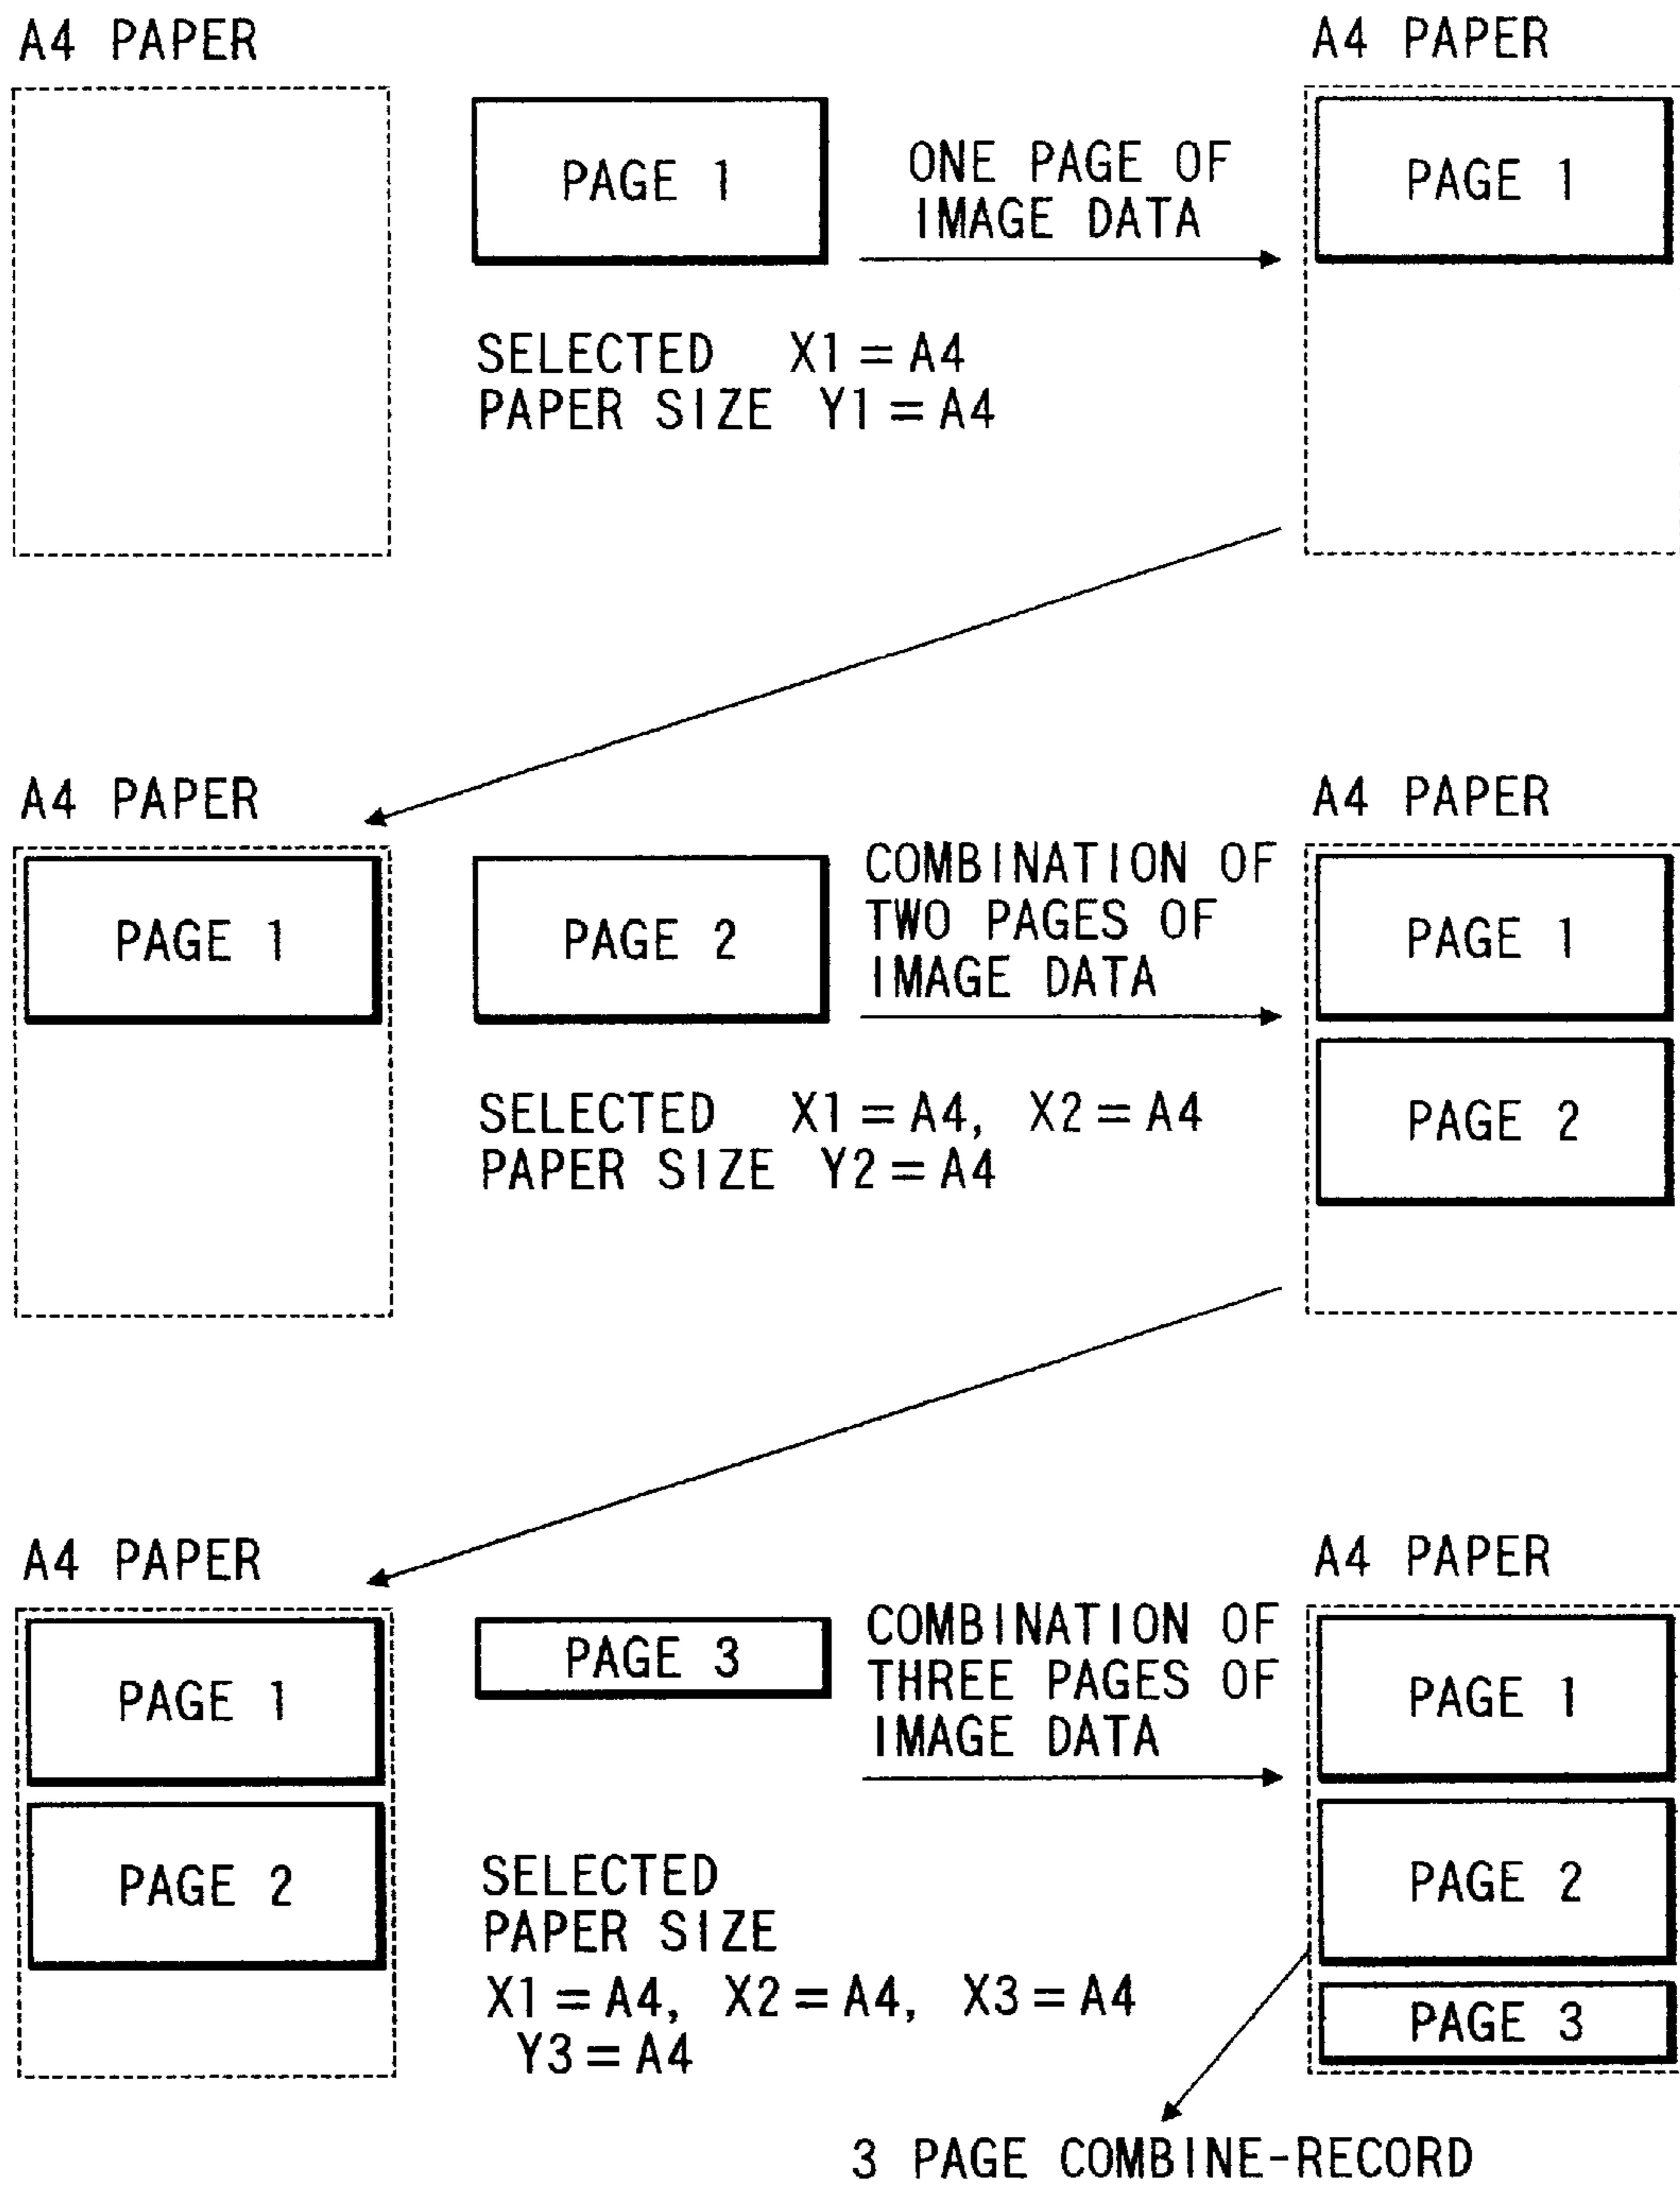 A4 PAPER
PAGE 1
ONE PAGE OF
IMAGE DATA
A4 PAPER
PAGE 1
SELECTED X1 = A4
PAPER SIZE Y1 = A4
A4 PAPER
PAGE 1
PAGE 2
COMBINATION OF
TWO PAGES OF
IMAGE DATA
A4 PAPER
PAGE 1
PAGE 2
SELECTED X1 = A4, X2 = A4
PAPER SIZE Y2 = A4
A4 PAPER
PAGE 1
PAGE 2
PAGE 3
COMBINATION OF
THREE PAGES OF
IMAGE DATA
A4 PAPER
PAGE 1
PAGE 2
PAGE 3
SELECTED
PAPER SIZE
X1 = A4, X2 = A4, X3 = A4
Y3 = A4
3 PAGE COMBINE-RECORD